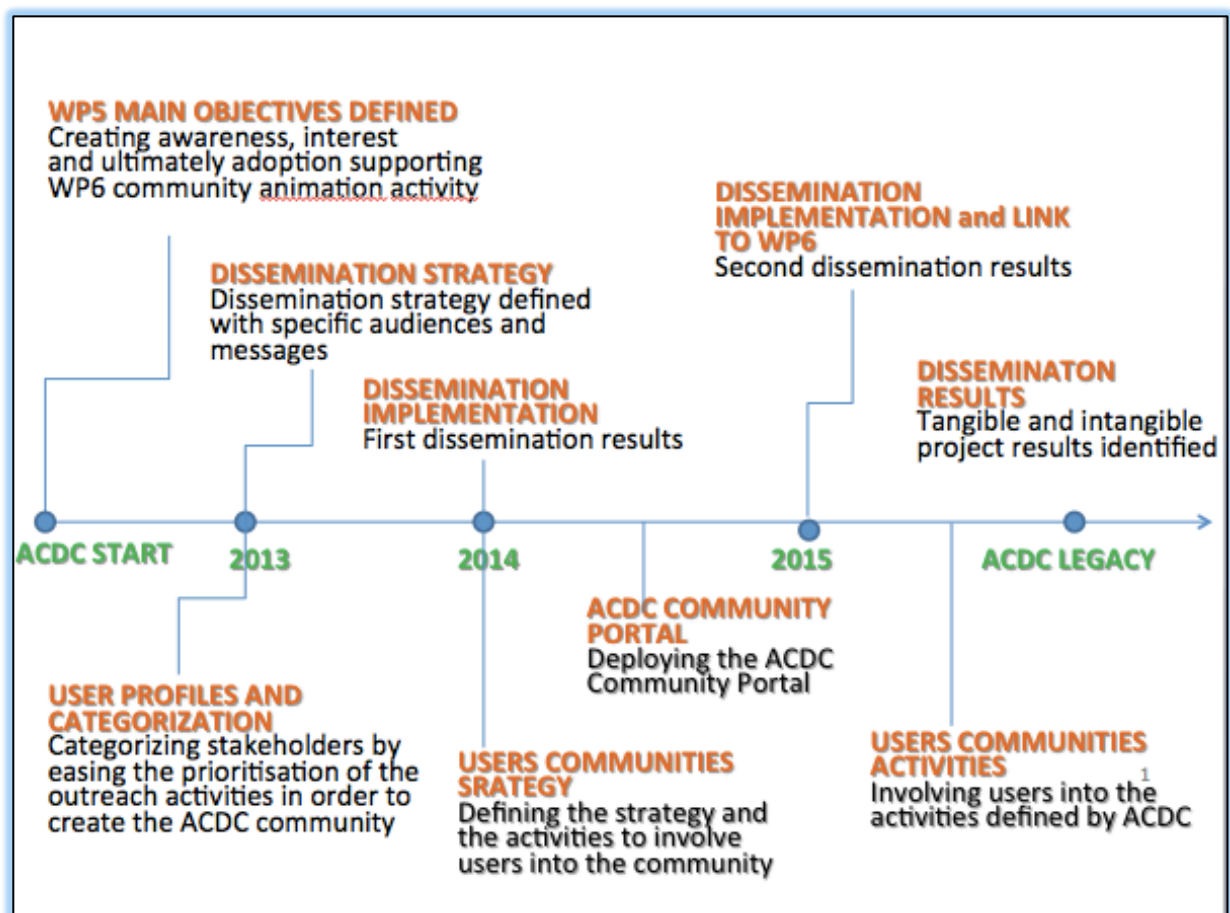 WP5 MAIN OBJECTIVES DEFINED
Creating awareness, interest
and ultimately adoption supporting
WP6 community animation activity
DISSEMINATION STRATEGY
Dissemination strategy defined
with specific audiences and
messages
DISSEMINATION
IMPLEMENTATION
First dissemination results
DISSEMINATION
IMPLEMENTATION and LINK
TO WP6
Second dissemination results
DISSEMINATON
RESULTS
Tangible and intangible
project results identified
ACDC START
2013
2014
2015
ACDC LEGACY
USER PROFILES AND
CATEGORIZATION
Categorizing stakeholders by
easing the prioritisation of the
outreach activities in order to
create the ACDC community
USERS COMMUNITIES
SRATEGY
Defining the strategy and
the activities to involve
users into the community
ACDC COMMUNITY
PORTAL
Deploying the ACDC
Community Portal
USERS COMMUNITIES
ACTIVITIES
1
Involving users into the
activities defined by ACDC